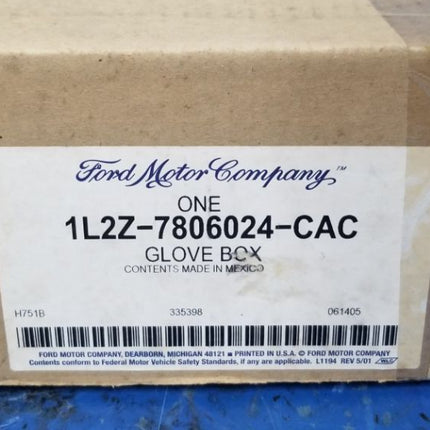 Ford Motor Company™
ONE
1L2Z-7806024-CAC
GLOVE BOX
CONTENTS MADE IN MEXICO
H751B 335398 061405
FORD MOTOR COMPANY, DEARBORN, MICHIGAN 48121 ■ PRINTED IN U.S.A. © FORD MOTOR COMPANY
Contents conform to Federal Motor Vehicle Safety Standards, if any are applicable. L1194 REV 5/01